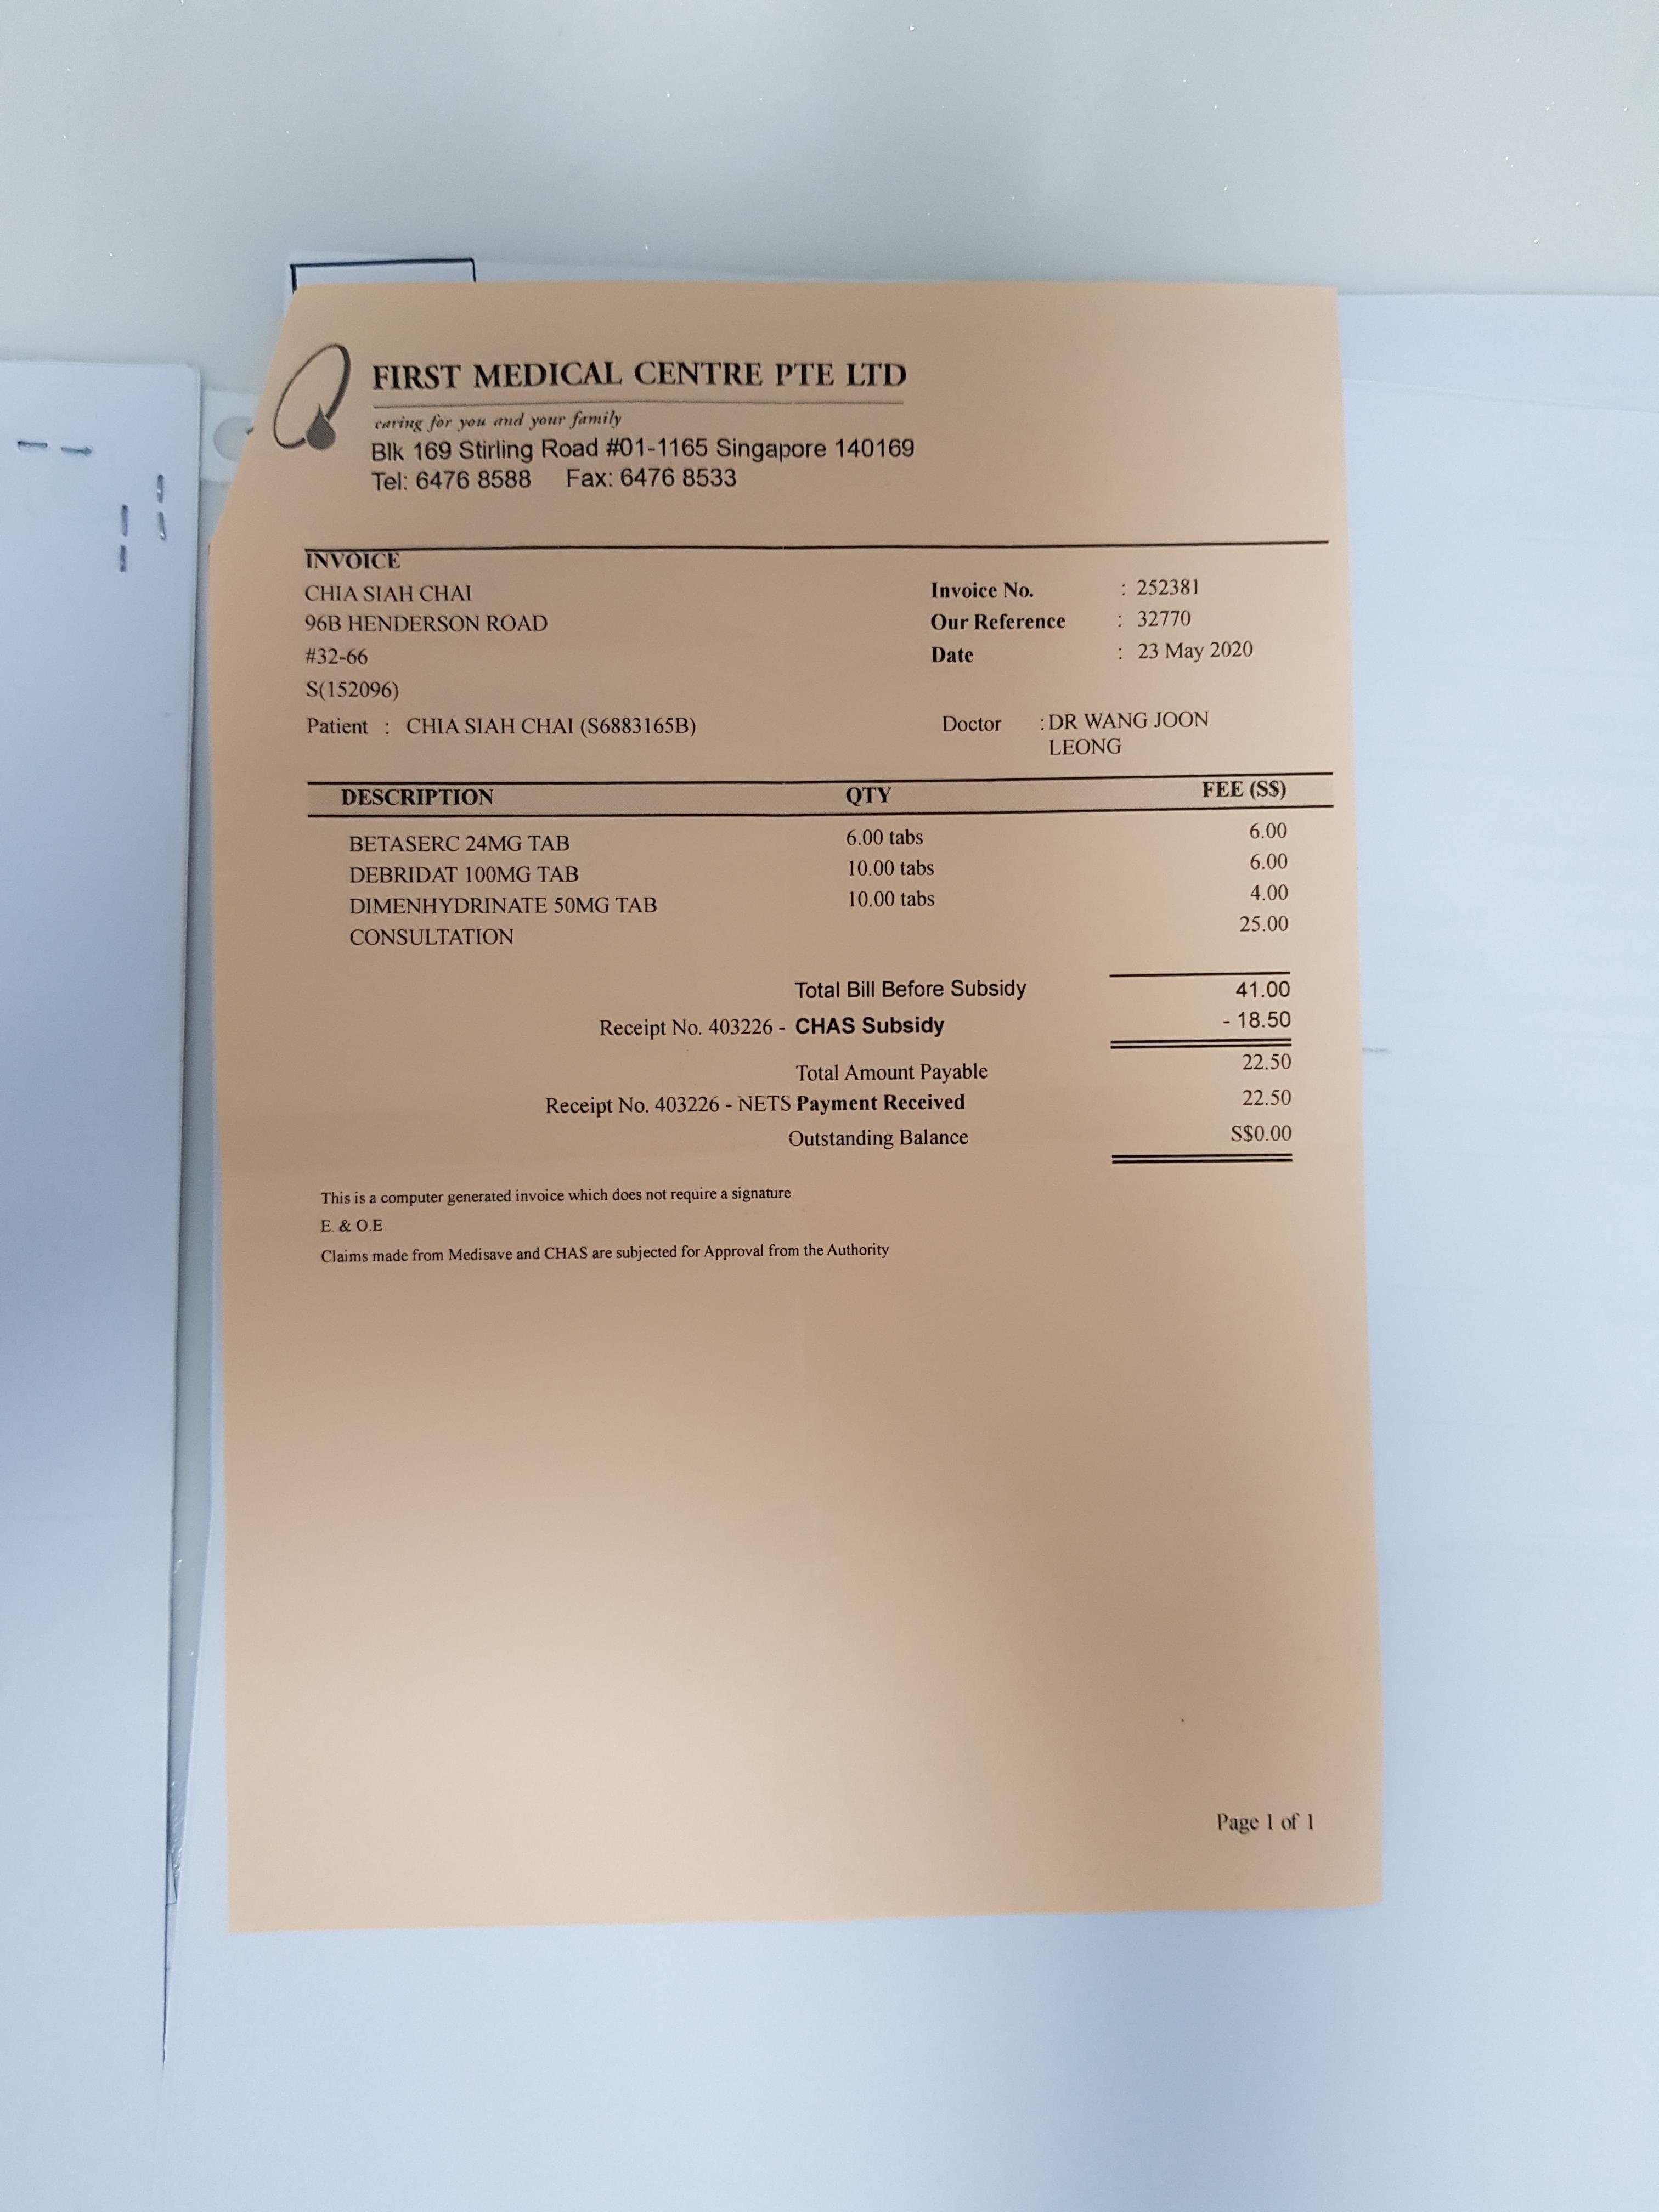 FIRST MEDICAL CENTRE PTE LTD
caring for you and your family
Blk 169 Stirling Road #01-1165 Singapore 140169
Tel: 6476 8588 Fax: 6476 8533
INVOICE
CHIA SIAH CHAI
96B HENDERSON ROAD
#32-66
S(152096)
Invoice No. : 252381
Our Reference : 32770
Date : 23 May 2020
Patient : CHIA SIAH CHAI (S6883165B)
Doctor : DR WANG JOON
LEONG
DESCRIPTION QTY FEE (S$)
BETASERC 24MG TAB 6.00 tabs 6.00
DEBRIDAT 100MG TAB 10.00 tabs 6.00
DIMENHYDRINATE 50MG TAB 10.00 tabs 4.00
CONSULTATION 25.00
Total Bill Before Subsidy 41.00
Receipt No. 403226 - CHAS Subsidy - 18.50
Total Amount Payable 22.50
Receipt No. 403226 - NETS Payment Received 22.50
Outstanding Balance S$0.00
This is a computer generated invoice which does not require a signature
E. & O.E
Claims made from Medisave and CHAS are subjected for Approval from the Authority
Page 1 of 1